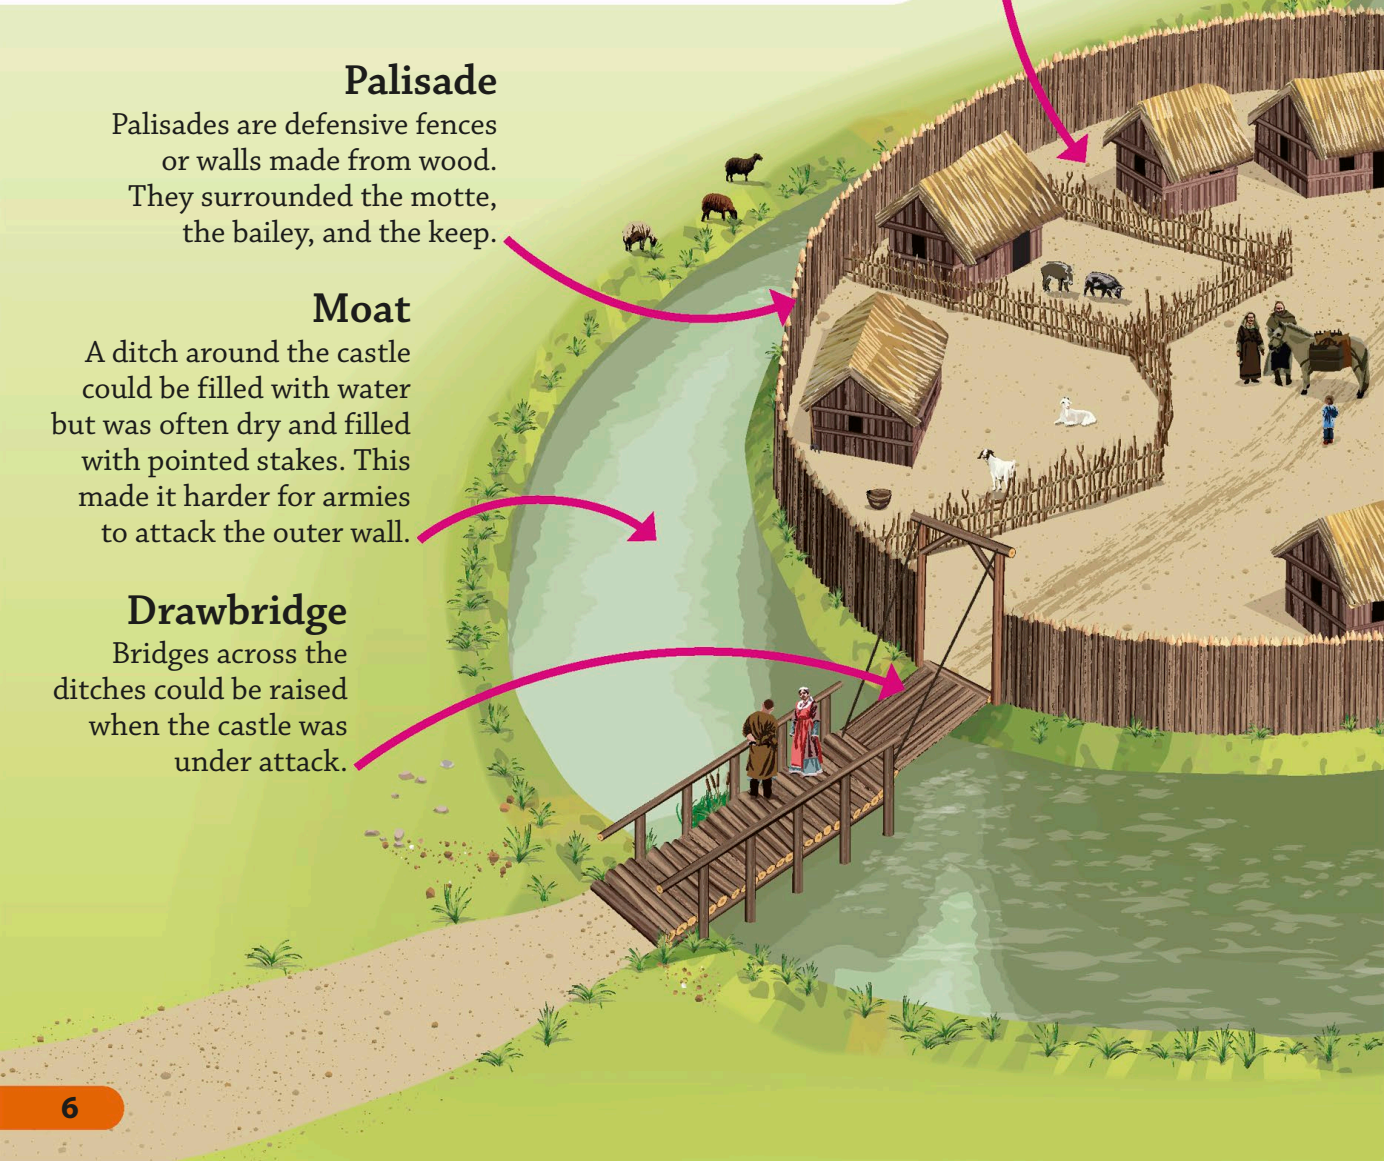 Palisade
Palisades are defensive fences
or walls made from wood.
They surrounded the motte,
the bailey, and the keep.
Moat
A ditch around the castle
could be filled with water
but was often dry and filled
with pointed stakes. This
made it harder for armies
to attack the outer wall.
Drawbridge
Bridges across the
ditches could be raised
when the castle was
under attack.
6